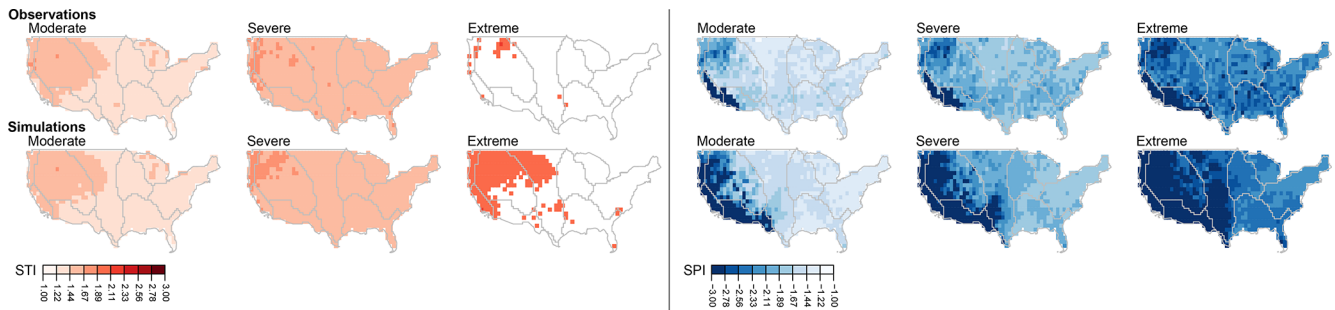 Observations
Moderate Severe Extreme Moderate Severe Extreme
Simulations
Moderate Severe Extreme Moderate Severe Extreme
STI SPI
1.00 1.22 1.44 1.67 1.89 2.11 2.33 2.56 2.78 3.00
−3.00 −2.78 −2.56 −2.33 −2.11 −1.89 −1.67 −1.44 −1.22 −1.00